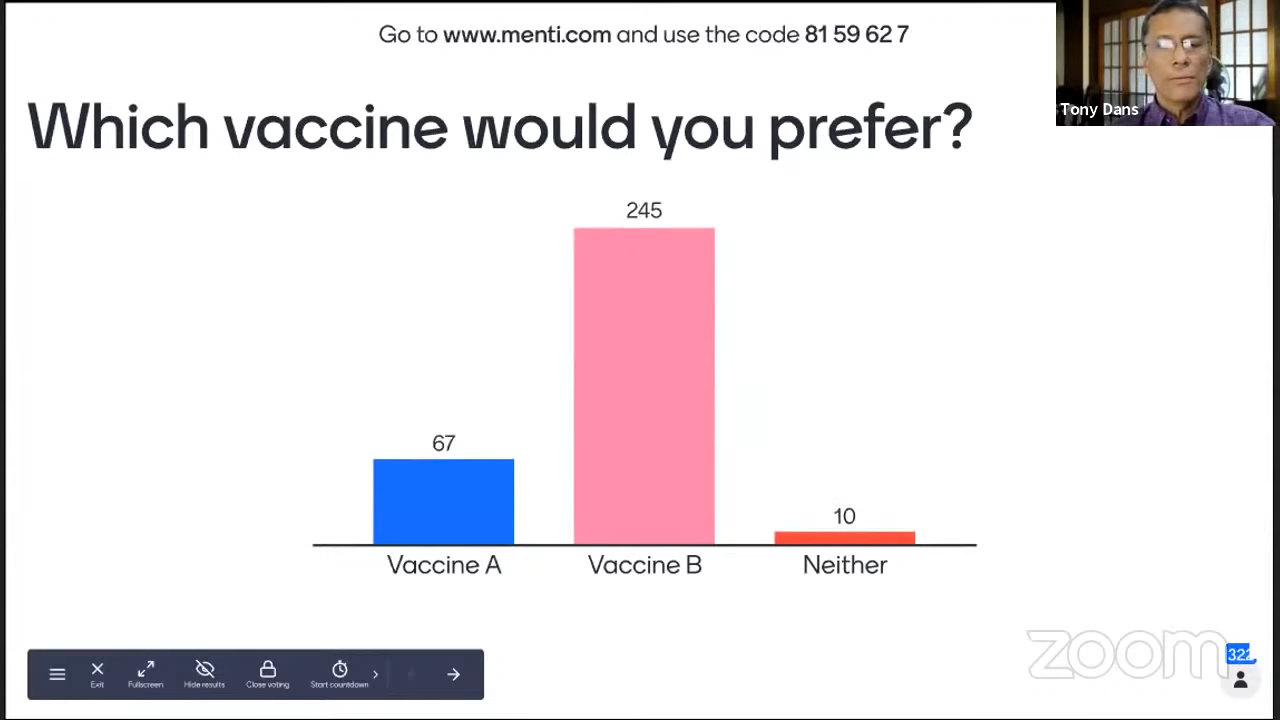 Go to www.menti.com and use the code 81 59 62 7
Tony Dans
Which vaccine would you prefer?
245
67
10
Vaccine A
Vaccine B
Neither
Exit
Fullscreen
Hide results
Close voting
Start countdown
zoom
322